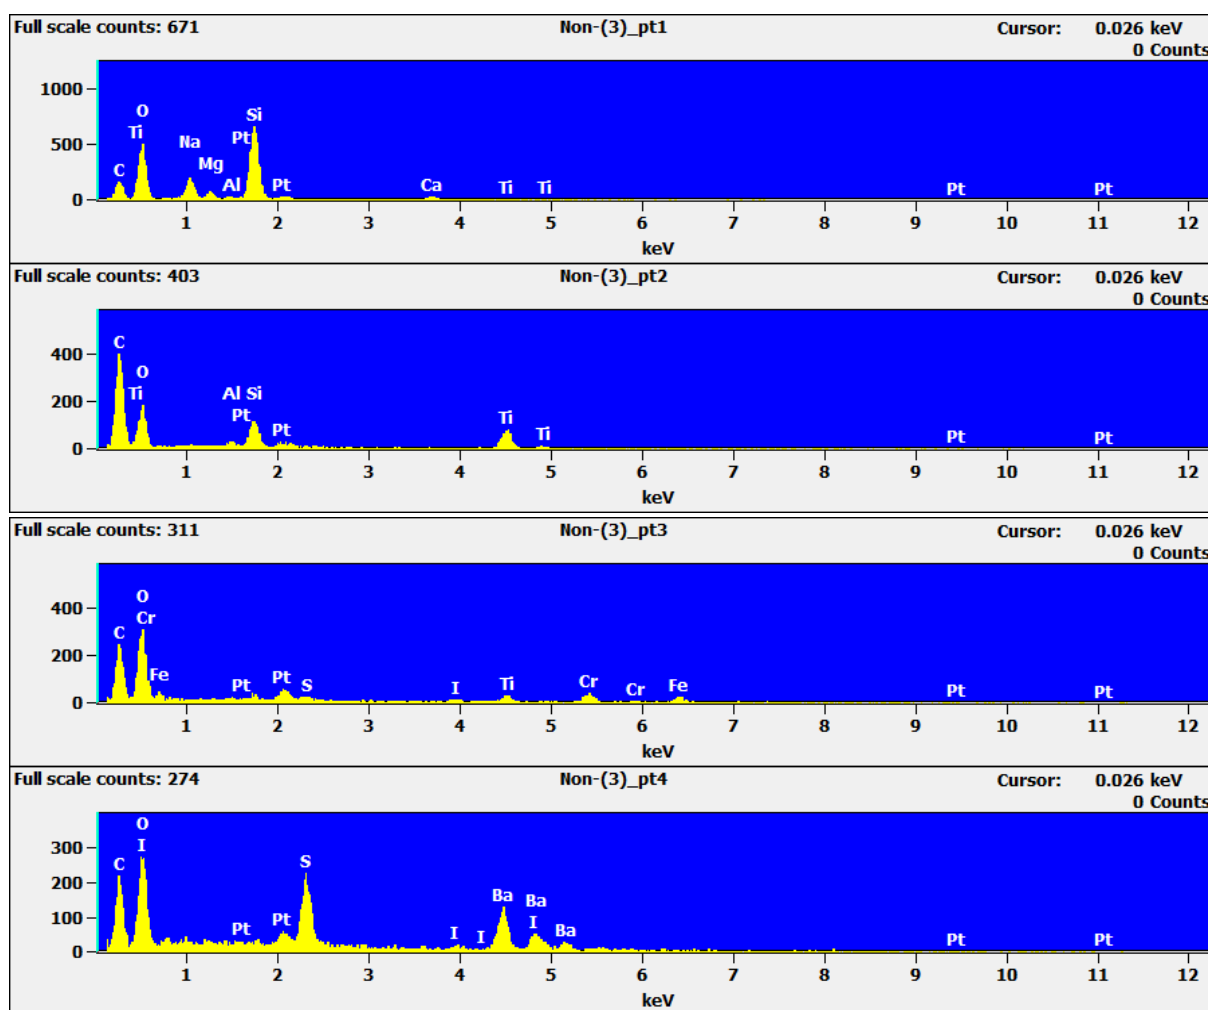 Full scale counts: 671 Non-(3)_pt1 Cursor: 0.026 keV
0 Counts
1000
O Si
Ti Na Pt
500
C Mg Al Pt Ca Ti Ti Pt Pt
0
1 2 3 4 5 6 7 8 9 10 11 12
keV
Full scale counts: 403 Non-(3)_pt2 Cursor: 0.026 keV
0 Counts
C
400
O
Ti Al Si
200
Pt Pt Ti Ti Pt Pt
0
1 2 3 4 5 6 7 8 9 10 11 12
keV
Full scale counts: 311 Non-(3)_pt3 Cursor: 0.026 keV
0 Counts
400
O
C Cr
200
Fe Pt Pt S I Ti Cr Cr Fe Pt Pt
0
1 2 3 4 5 6 7 8 9 10 11 12
keV
Full scale counts: 274 Non-(3)_pt4 Cursor: 0.026 keV
0 Counts
O
300
C I S
200
Ba Ba
100
Pt Pt I I I Ba Pt Pt
0
1 2 3 4 5 6 7 8 9 10 11 12
keV